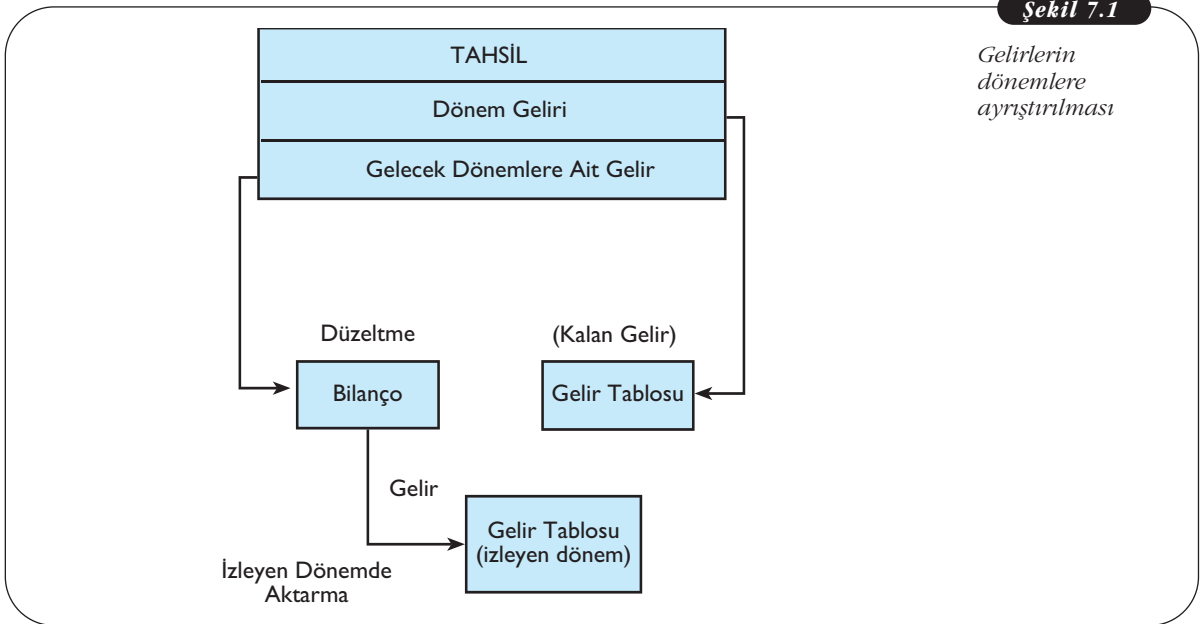 Şekil 7.1
Gelirlerin
dönemlere
ayrıştırılması
TAHSİL
Dönem Geliri
Gelecek Dönemlere Ait Gelir
Düzeltme
(Kalan Gelir)
Bilanço
Gelir Tablosu
Gelir
Gelir Tablosu
(izleyen dönem)
İzleyen Dönemde
Aktarma